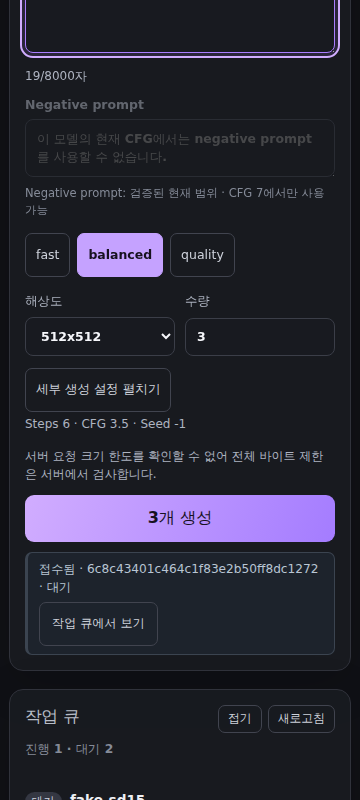 19/8000자
Negative prompt
이 모델의 현재 CFG에서는 negative prompt
를 사용할 수 없습니다.
Negative prompt: 검증된 현재 범위 · CFG 7에서만 사용
가능
fast balanced quality
해상도 수량
512x512 3
세부 생성 설정 펼치기
Steps 6 · CFG 3.5 · Seed -1
서버 요청 크기 한도를 확인할 수 없어 전체 바이트 제한
은 서버에서 검사합니다.
3개 생성
접수됨 · 6c8c43401c464c1f83e2b50ff8dc1272
· 대기
작업 큐에서 보기
작업 큐 접기 새로고침
진행 1 · 대기 2
대기 fake-sd15